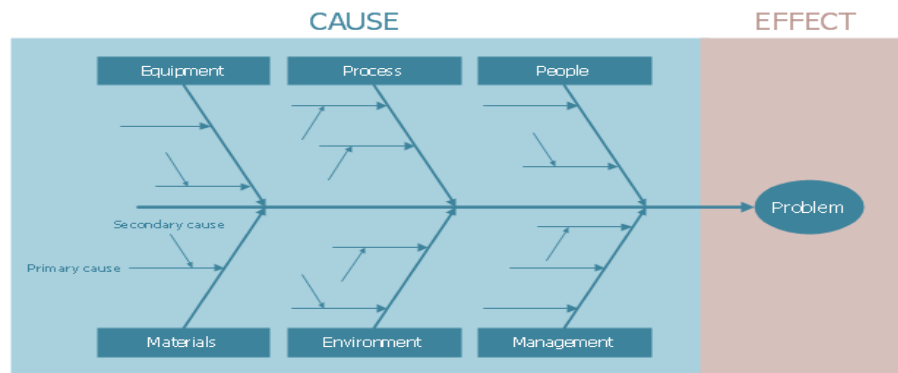 CAUSE
EFFECT
Equipment
Process
People
Problem
Secondary cause
Primary cause
Materials
Environment
Management